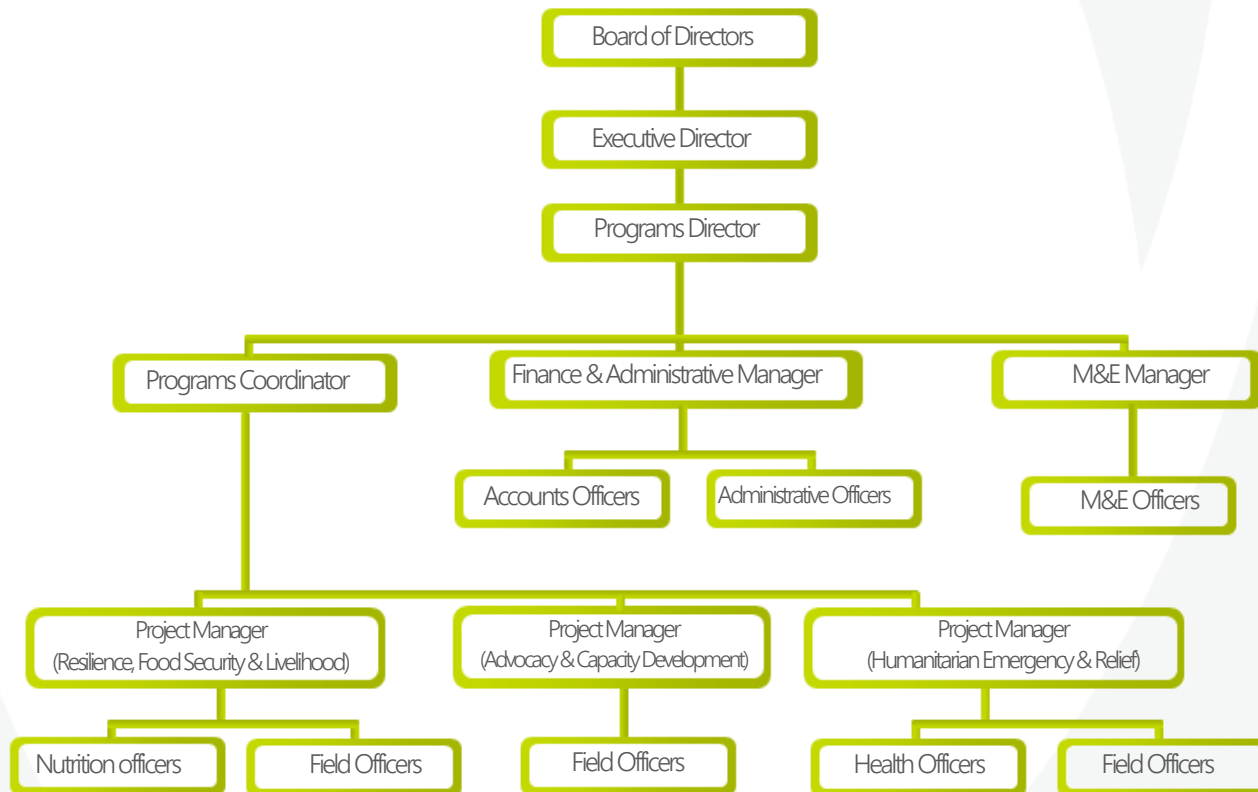 Board of Directors
Executive Director
Programs Director
Programs Coordinator
Finance & Administrative Manager
M&E Manager
Accounts Officers
Administrative Officers
M&E Officers
Project Manager
(Resilience, Food Security & Livelihood)
Project Manager
(Advocacy & Capacity Development)
Project Manager
(Humanitarian Emergency & Relief)
Nutrition officers
Field Officers
Field Officers
Health Officers
Field Officers